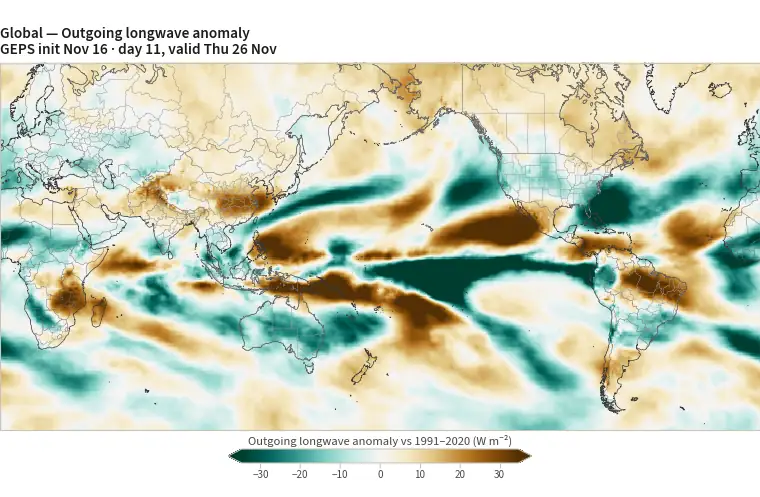 Global — Outgoing longwave anomaly
GEPS init Nov 16 · day 11, valid Thu 26 Nov
Outgoing longwave anomaly vs 1991–2020 (W m⁻²)
−30 −20 −10 0 10 20 30